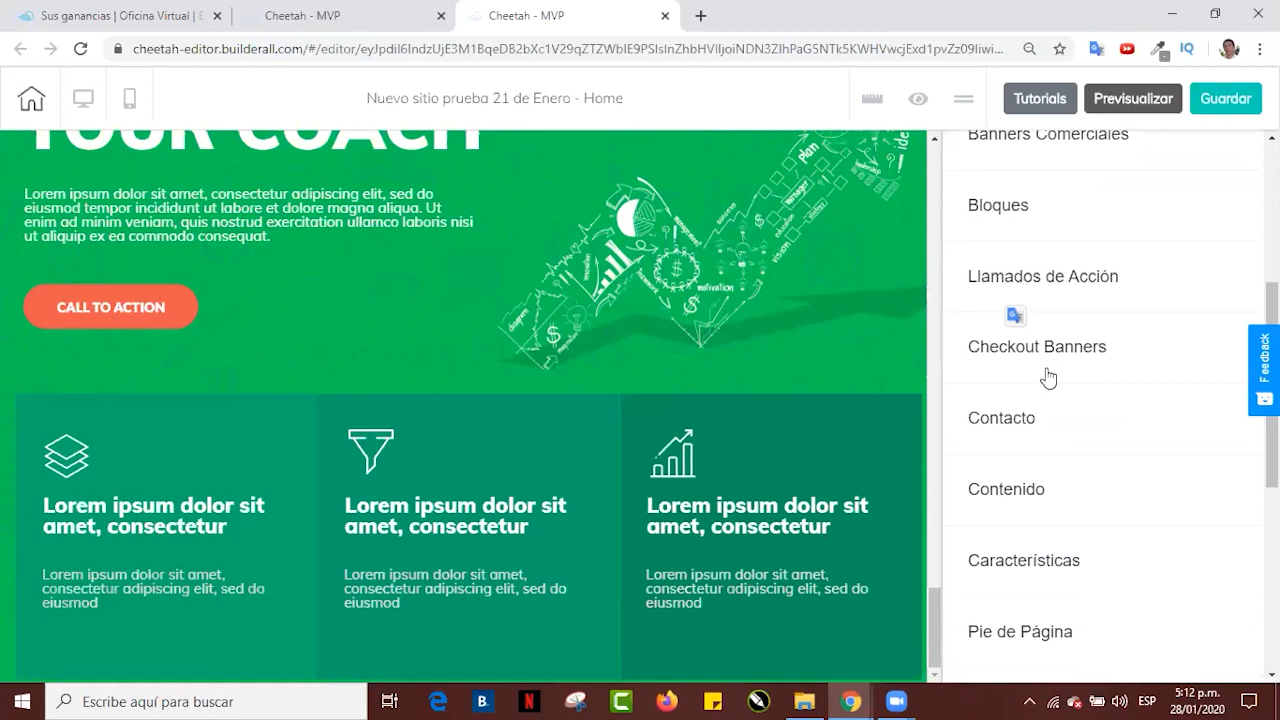 Sus ganancias | Oficina Virtual | E
Cheetah - MVP
Cheetah - MVP
Nuevo sitio prueba 21 de Enero - Home
Tutorials
Previsualizar
Guardar
YOUR COACH
Lorem ipsum dolor sit amet, consectetur adipiscing elit, sed do
eiusmod tempor incididunt ut labore et dolore magna aliqua. Ut
enim ad minim veniam, quis nostrud exercitation ullamco laboris nisi
ut aliquip ex ea commodo consequat.
CALL TO ACTION
plan
manager
vision
motivation
diagram
Lorem ipsum dolor sit
amet, consectetur
Lorem ipsum dolor sit amet,
consectetur adipiscing elit, sed do
eiusmod
Lorem ipsum dolor sit
amet, consectetur
Lorem ipsum dolor sit amet,
consectetur adipiscing elit, sed do
eiusmod
Lorem ipsum dolor sit
amet, consectetur
Lorem ipsum dolor sit amet,
consectetur adipiscing elit, sed do
eiusmod
Banners Comerciales
Bloques
Llamados de Acción
Checkout Banners
Contacto
Contenido
Características
Pie de Página
Feedback
Escribe aquí para buscar
ESP
5:12 p.m.
28/01/2020